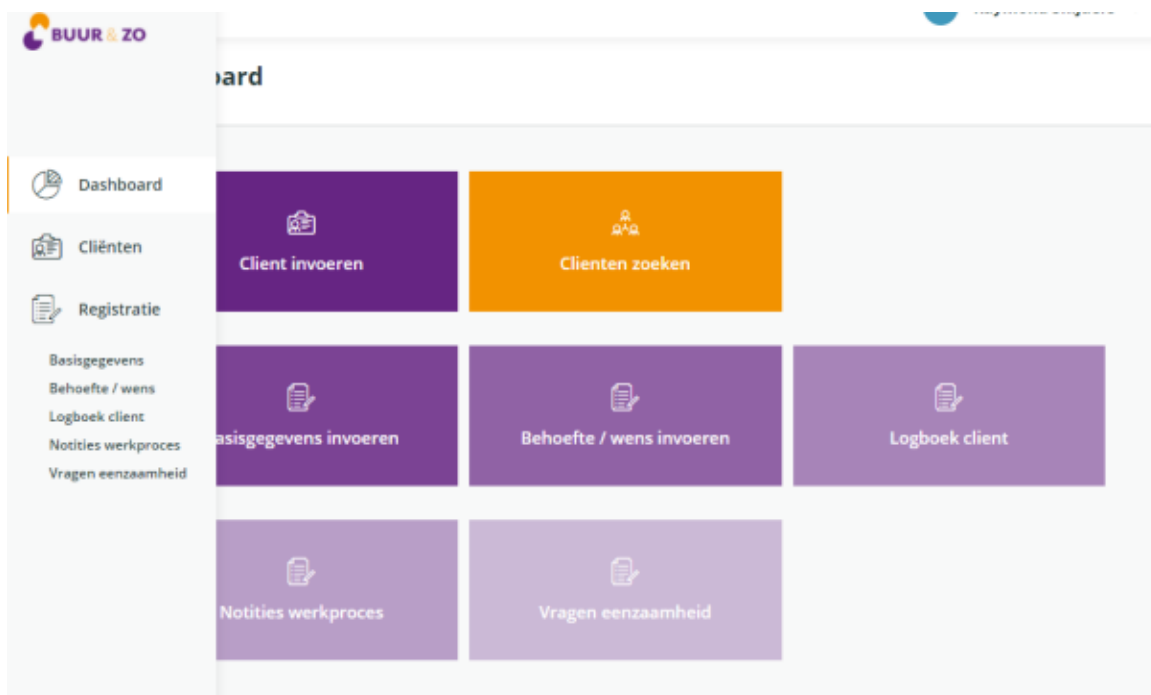 BUUR & ZO
oard
Dashboard
Cliënten
Registratie
Basisgegevens
Behoefte / wens
Logboek client
Notities werkproces
Vragen eenzaamheid
Client invoeren
Clienten zoeken
asisgegevens invoeren
Behoefte / wens invoeren
Logboek client
Notities werkproces
Vragen eenzaamheid